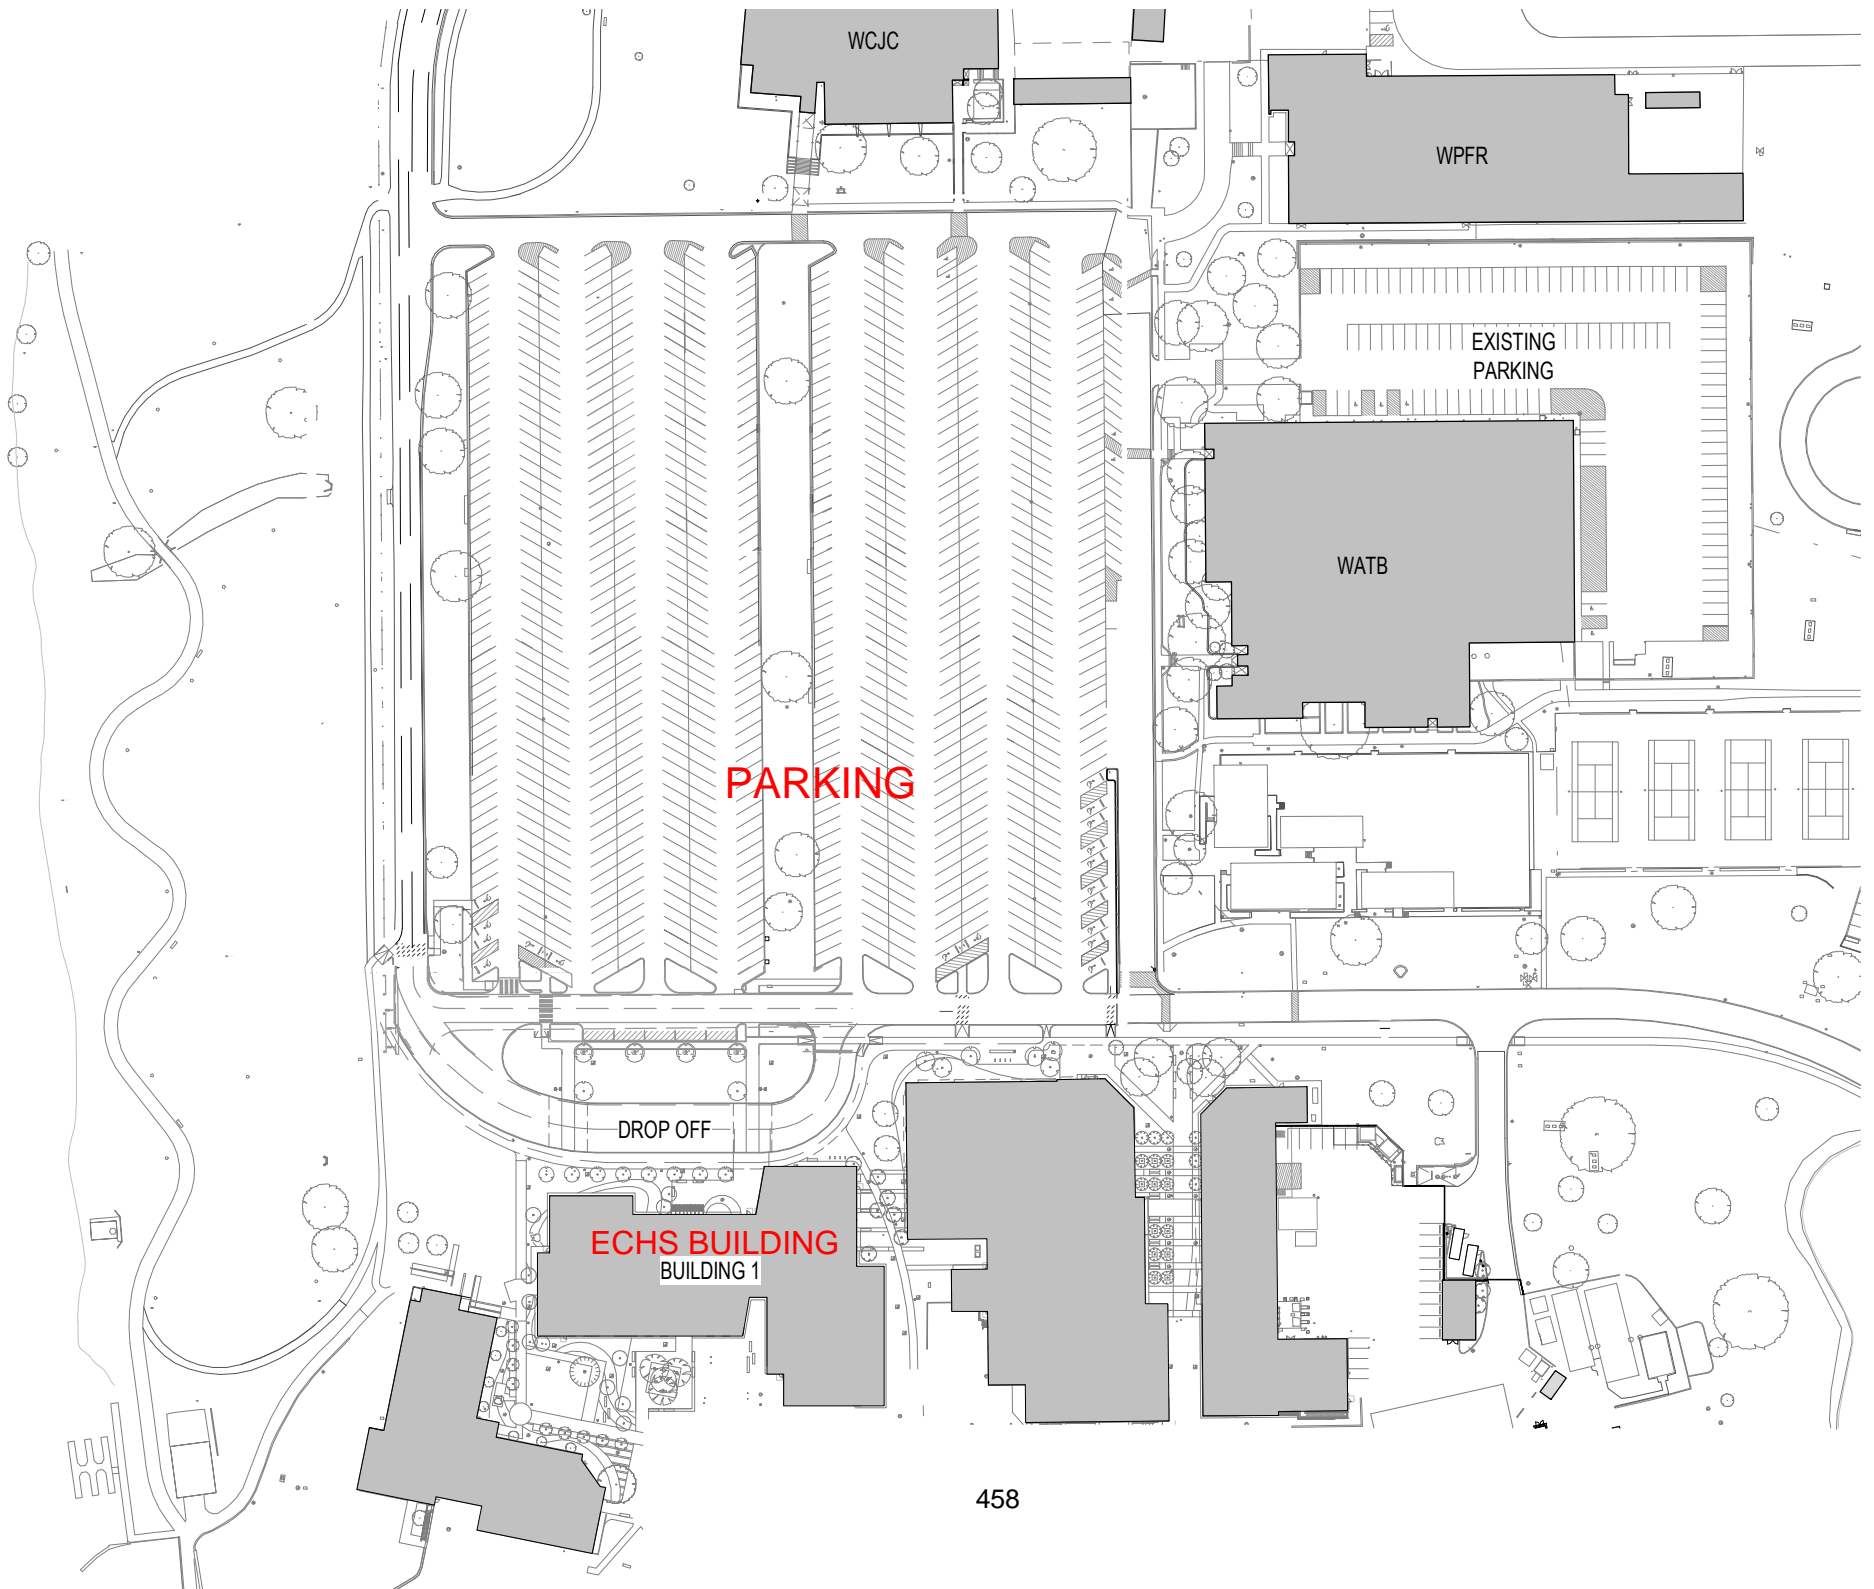 WCJC
WPFR
EXISTING
PARKING
WATB
PARKING
DROP OFF
ECHS BUILDING
BUILDING 1
458